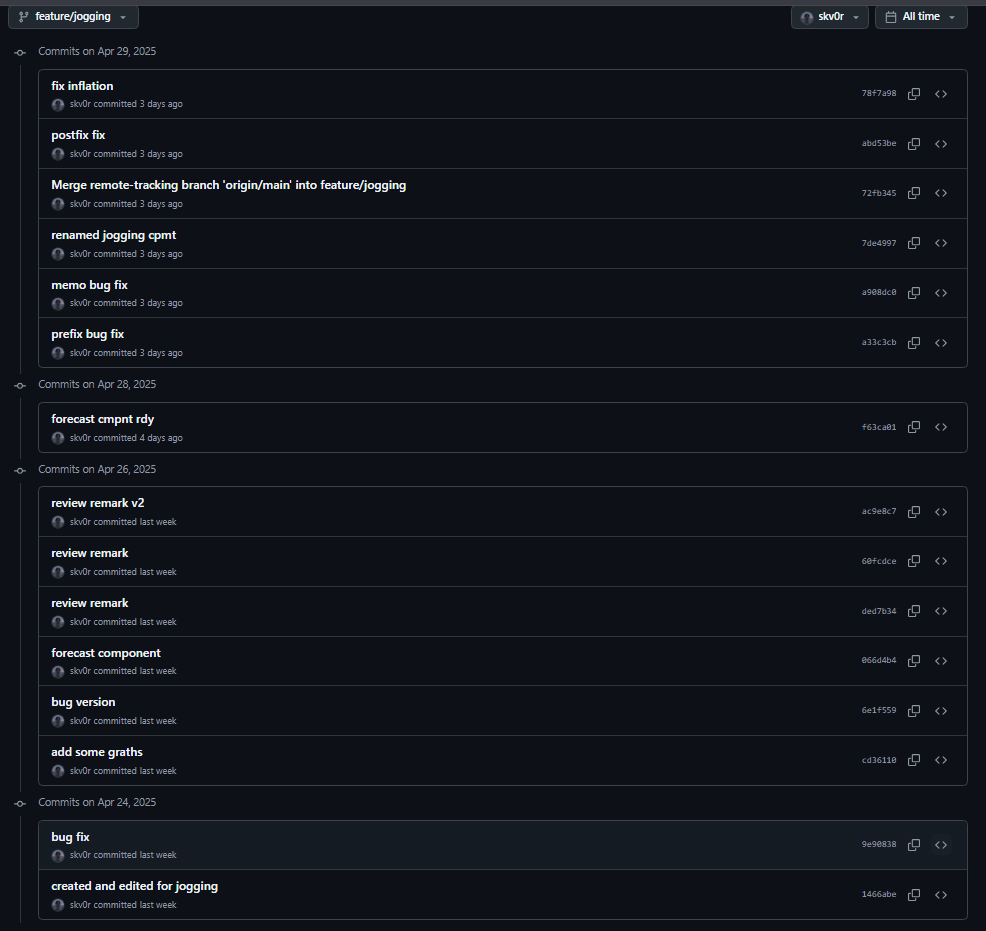 feature/jogging
skv0r
All time
Commits on Apr 29, 2025
fix inflation
skv0r committed 3 days ago
78f7a98
postfix fix
skv0r committed 3 days ago
abd53be
Merge remote-tracking branch 'origin/main' into feature/jogging
skv0r committed 3 days ago
72fb345
renamed jogging cpmt
skv0r committed 3 days ago
7de4997
memo bug fix
skv0r committed 3 days ago
a908dc0
prefix bug fix
skv0r committed 3 days ago
a33c3cb
Commits on Apr 28, 2025
forecast cmpnt rdy
skv0r committed 4 days ago
f63ca01
Commits on Apr 26, 2025
review remark v2
skv0r committed last week
ac9e8c7
review remark
skv0r committed last week
60fcdce
review remark
skv0r committed last week
ded7b34
forecast component
skv0r committed last week
066d4b4
bug version
skv0r committed last week
6e1f559
add some graths
skv0r committed last week
cd36110
Commits on Apr 24, 2025
bug fix
skv0r committed last week
9e90838
created and edited for jogging
skv0r committed last week
1466abe